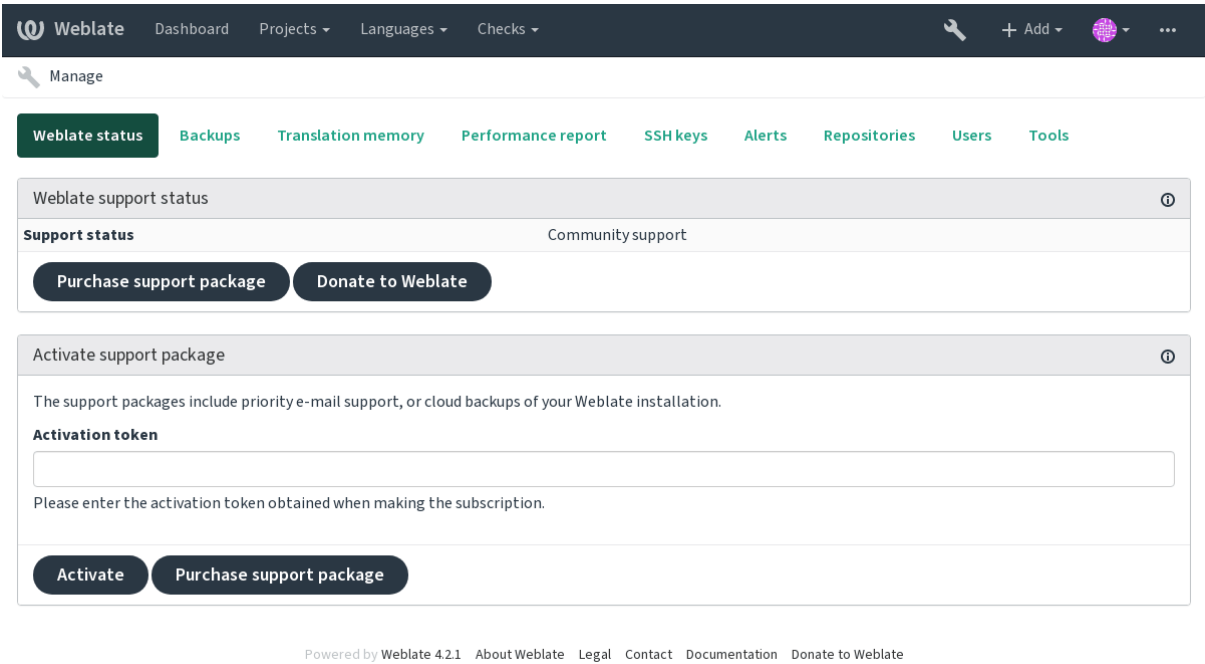 Weblate Dashboard Projects Languages Checks Add
Manage
Weblate status Backups Translation memory Performance report SSH keys Alerts Repositories Users Tools
Weblate support status
Support status Community support
Purchase support package Donate to Weblate
Activate support package
The support packages include priority e-mail support, or cloud backups of your Weblate installation.
Activation token
Please enter the activation token obtained when making the subscription.
Activate Purchase support package
Powered by Weblate 4.2.1 About Weblate Legal Contact Documentation Donate to Weblate